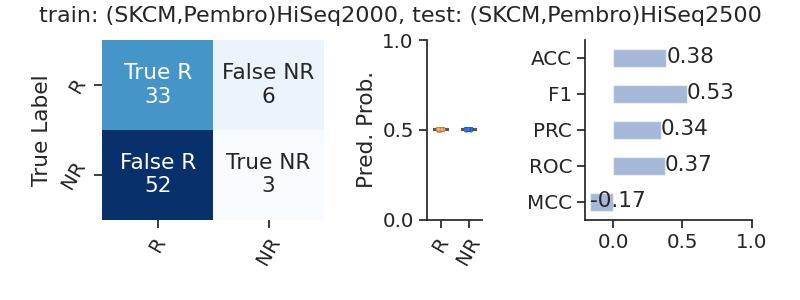 train: (SKCM,Pembro)HiSeq2000, test: (SKCM,Pembro)HiSeq2500
True Label
R
NR
True R
33
False NR
6
False R
52
True NR
3
R
NR
Pred. Prob.
1.0
0.5
0.0
R
NR
ACC
0.38
F1
0.53
PRC
0.34
ROC
0.37
MCC
-0.17
0.0
0.5
1.0